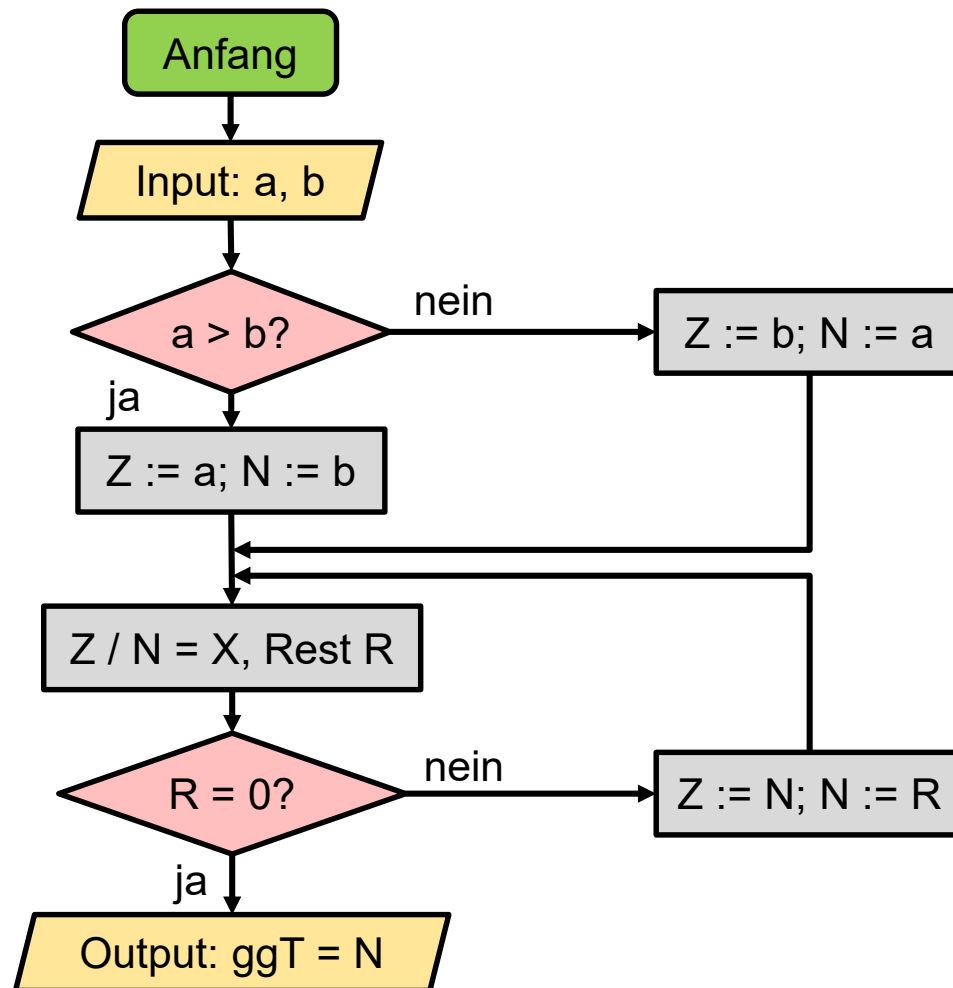 Anfang
Input: a, b
a > b?
nein
Z := b; N := a
ja
Z := a; N := b
Z / N = X, Rest R
R = 0?
nein
Z := N; N := R
ja
Output: ggT = N